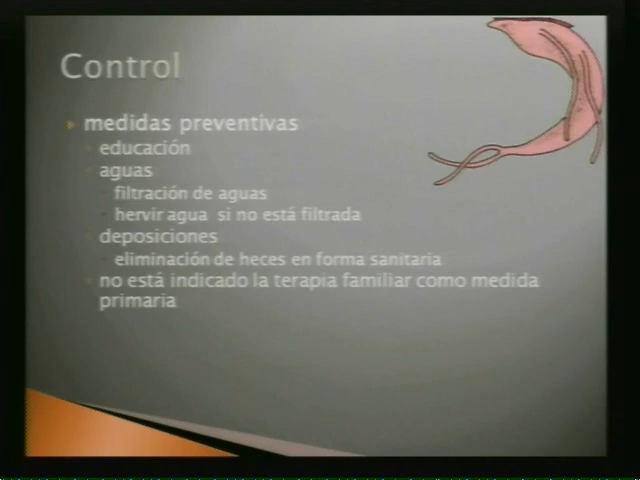 Control
medidas preventivas
educación
aguas
filtración de aguas
hervir agua si no está filtrada
deposiciones
eliminación de heces en forma sanitaria
no está indicado la terapia familiar como medida
primaria